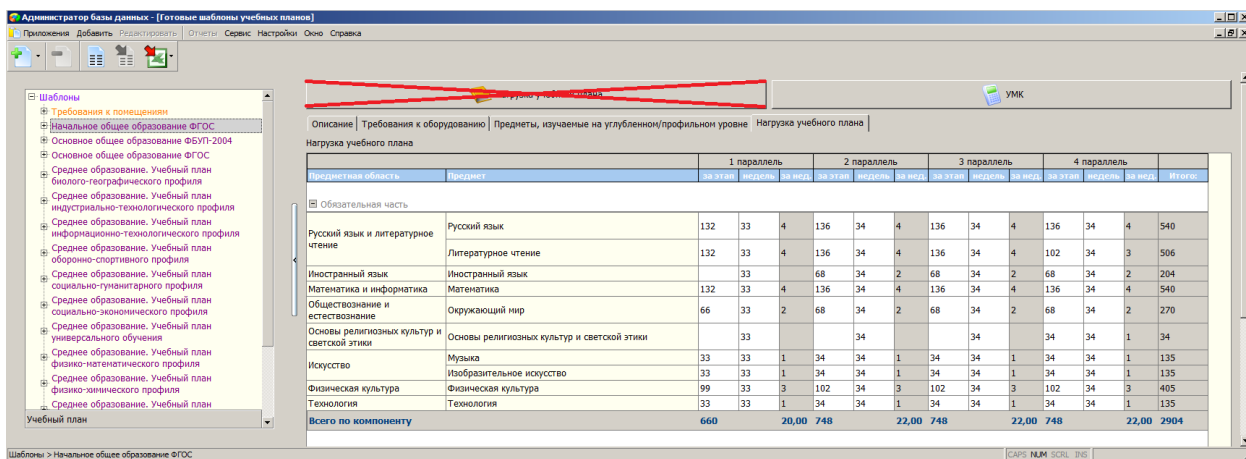 Администратор базы данных - [Готовые шаблоны учебных планов]
Приложения Добавить Редактировать Отчеты Сервис Настройки Окно Справка
Шаблоны
Требования к помещениям
Начальное общее образование ФГОС
Основное общее образование ФБУП-2004
Основное общее образование ФГОС
Среднее образование. Учебный план
биолого-географического профиля
Среднее образование. Учебный план
индустриально-технологического профиля
Среднее образование. Учебный план
информационно-технологического профиля
Среднее образование. Учебный план
оборонно-спортивного профиля
Среднее образование. Учебный план
социально-гуманитарного профиля
Среднее образование. Учебный план
социально-экономического профиля
Среднее образование. Учебный план
универсального обучения
Среднее образование. Учебный план
физико-математического профиля
Среднее образование. Учебный план
физико-химического профиля
Среднее образование. Учебный план
Учебный план
УМК
Описание Требования к оборудованию Предметы, изучаемые на углубленном/профильном уровне Нагрузка учебного плана
Нагрузка учебного плана
1 параллель 2 параллель 3 параллель 4 параллель
Предметная область Предмет за этап недель за нед. за этап недель за нед. за этап недель за нед. за этап недель за нед. Итого:
Обязательная часть
Русский язык и литературное
чтение
Русский язык 132 33 4 136 34 4 136 34 4 136 34 4 540
Литературное чтение 132 33 4 136 34 4 136 34 4 102 34 3 506
Иностранный язык Иностранный язык 33 68 34 2 68 34 2 68 34 2 204
Математика и информатика Математика 132 33 4 136 34 4 136 34 4 136 34 4 540
Обществознание и
естествознание
Окружающий мир 66 33 2 68 34 2 68 34 2 68 34 2 270
Основы религиозных культур и
светской этики
Основы религиозных культур и светской этики 33 34 34 34 34 1 34
Искусство
Музыка 33 33 1 34 34 1 34 34 1 34 34 1 135
Изобразительное искусство 33 33 1 34 34 1 34 34 1 34 34 1 135
Физическая культура Физическая культура 99 33 3 102 34 3 102 34 3 102 34 3 405
Технология Технология 33 33 1 34 34 1 34 34 1 34 34 1 135
Всего по компоненту 660 20,00 748 22,00 748 22,00 748 22,00 2904
Шаблоны > Начальное общее образование ФГОС
CAPS NUM SCRL INS